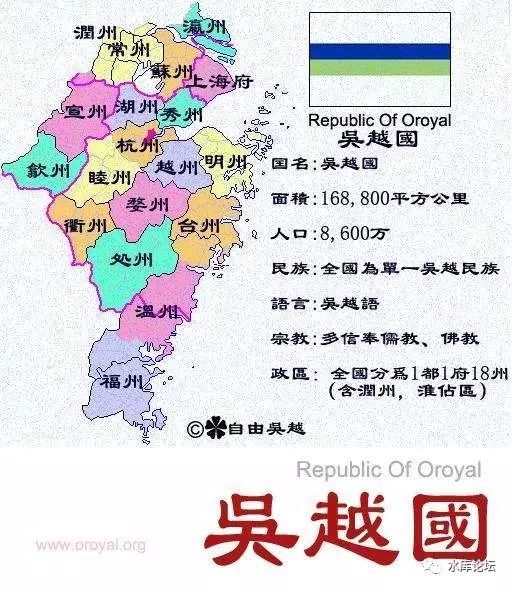 瀛州
潤州
常州
蘇州
上海府
宣州
湖州
秀州
杭州
歙州
越州
明州
睦州
婺州
衢州
台州
処州
溫州
福州
Republic Of Oroyal
吳越國
国名:吳越國
面積:168,800平方公里
人口:8,600万
民族:全國為單一吳越民族
語言:吳越語
宗教:多信奉儒教、佛教
政區: 全國分爲1都1府18州
(含潤州, 淮佔區)
©自由吳越
Republic Of Oroyal
www.oroyal.org
吳越國
水库论坛